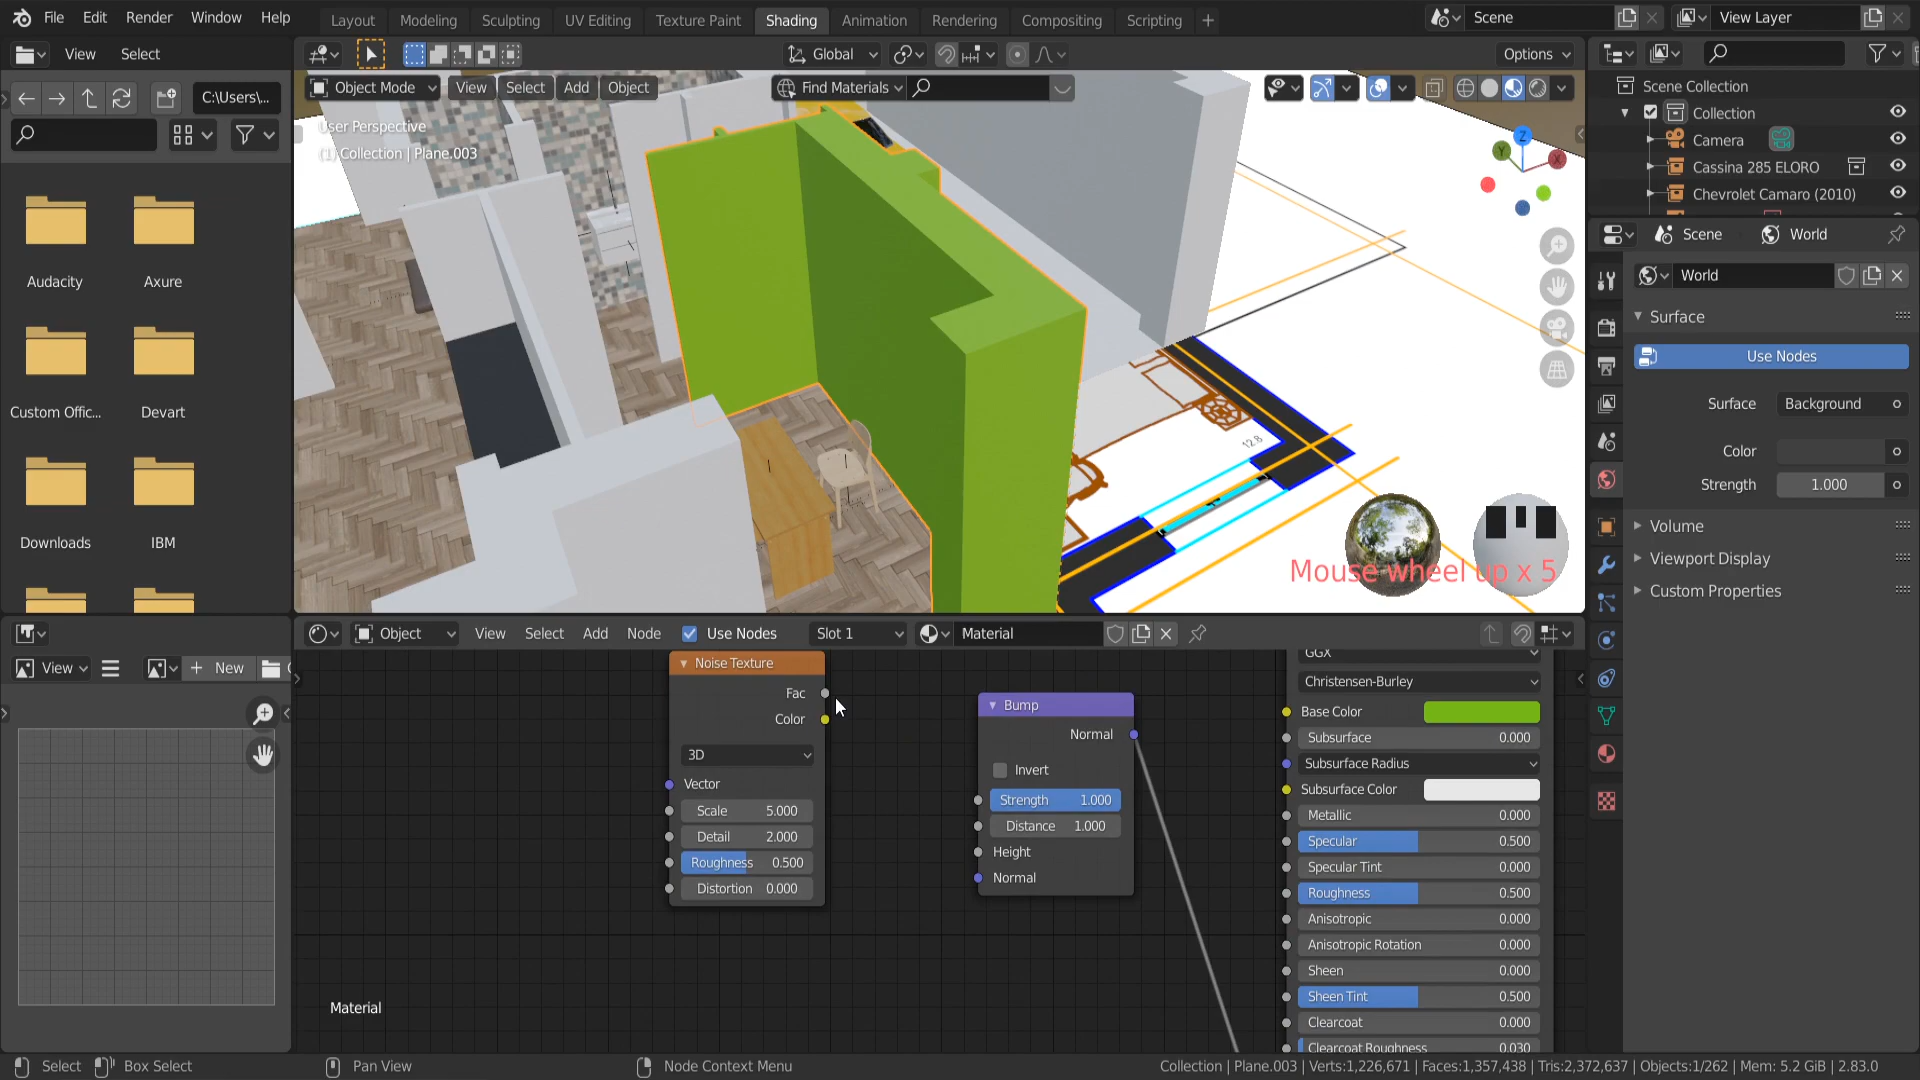 File Edit Render Window Help Layout Modeling Sculpting UV Editing Texture Paint Shading Animation Rendering Compositing Scripting + Scene View Layer
View Select Global Options
Object Mode View Select Add Object Find Materials
C:\Users\...
User Perspective
(1) Collection | Plane.003
Audacity Axure
Custom Offic... Devart
Downloads IBM
12.8
Mouse wheel up x 5
Scene Collection
Collection
Camera
Cassina 285 ELORO
Chevrolet Camaro (2010)
Scene World
World
Surface
Use Nodes
Surface Background
Color
Strength 1.000
Volume
Viewport Display
Custom Properties
View + New
Object View Select Add Node Use Nodes Slot 1 Material
Noise Texture
Fac
Color
3D
Vector
Scale 5.000
Detail 2.000
Roughness 0.500
Distortion 0.000
Bump
Normal
Invert
Strength 1.000
Distance 1.000
Height
Normal
GGX
Christensen-Burley
Base Color
Subsurface 0.000
Subsurface Radius
Subsurface Color
Metallic 0.000
Specular 0.500
Specular Tint 0.000
Roughness 0.500
Anisotropic 0.000
Anisotropic Rotation 0.000
Sheen 0.000
Sheen Tint 0.500
Clearcoat 0.000
Clearcoat Roughness 0.030
Material
Select Box Select Pan View Node Context Menu Collection | Plane.003 | Verts:1,226,671 | Faces:1,357,438 | Tris:2,372,637 | Objects:1/262 | Mem: 5.2 GiB | 2.83.0